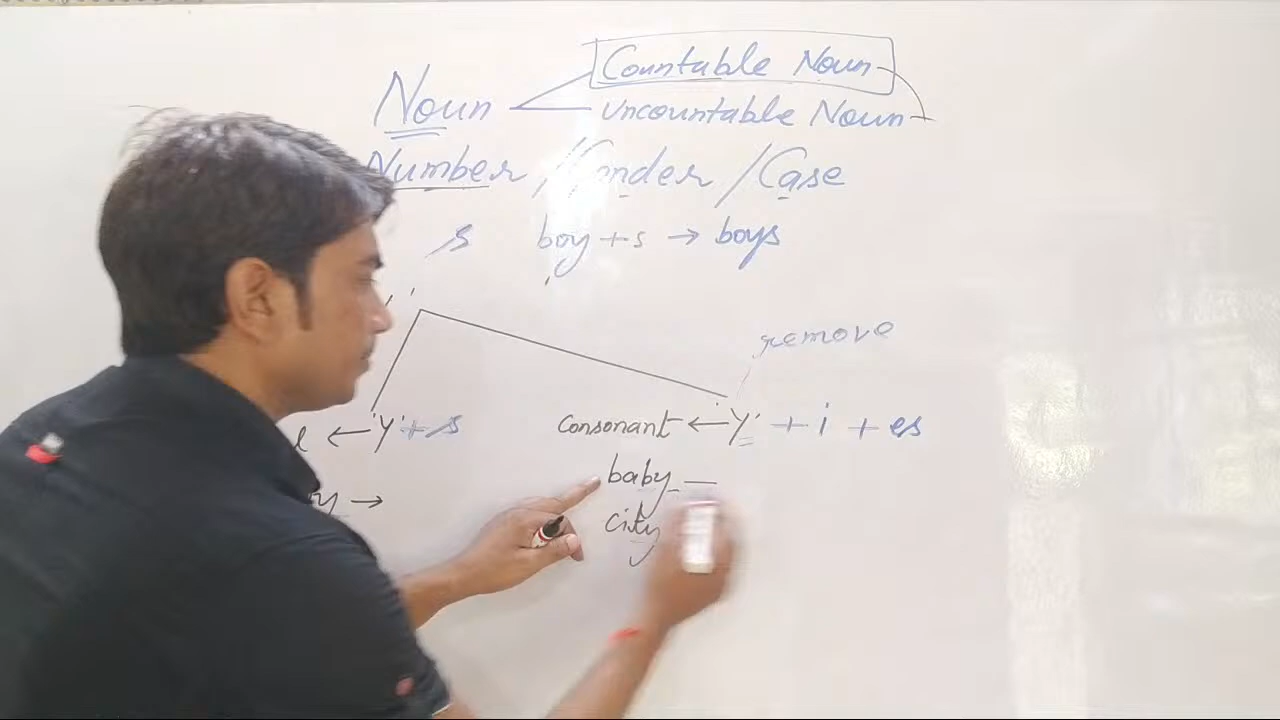 Countable Noun
Noun
Uncountable Noun
Number / Gender / Case
s boy + s → boys
remove
← 'y' + s
Consonant ← 'y' + i + es
baby —
→
city